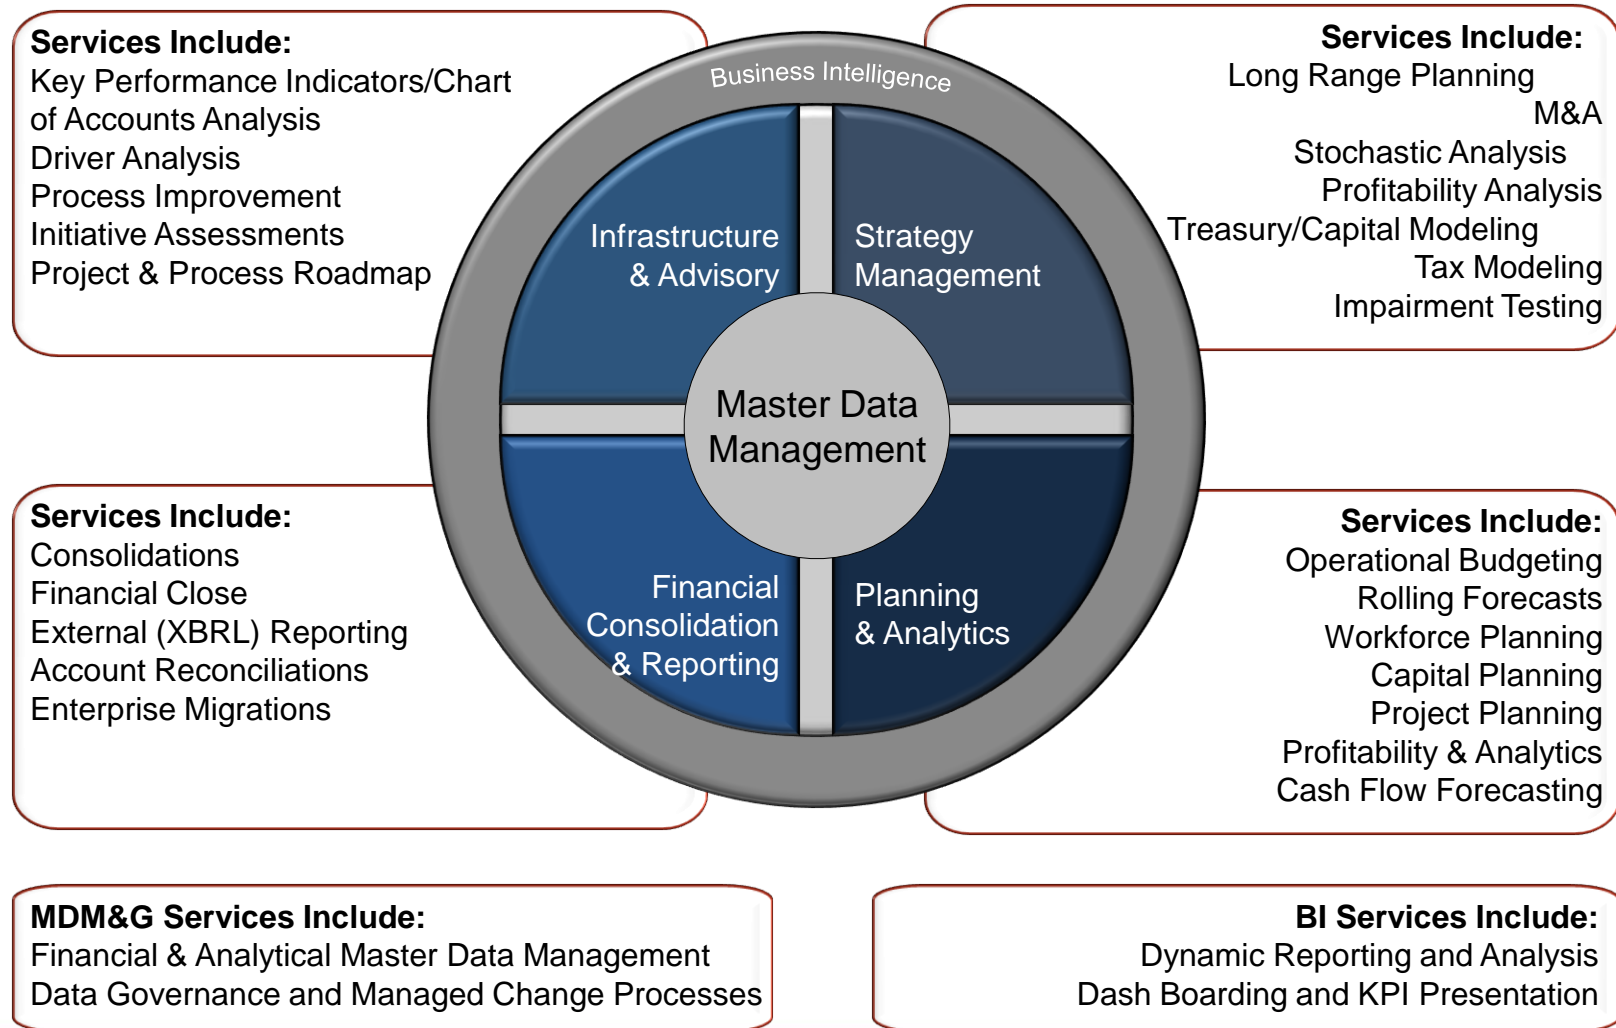 Services Include:
Key Performance Indicators/Chart
of Accounts Analysis
Driver Analysis
Process Improvement
Initiative Assessments
Project & Process Roadmap
Business Intelligence
Services Include:
Long Range Planning
M&A
Stochastic Analysis
Profitability Analysis
Treasury/Capital Modeling
Tax Modeling
Impairment Testing
Infrastructure
& Advisory
Strategy
Management
Master Data
Management
Financial
Consolidation
& Reporting
Planning
& Analytics
Services Include:
Consolidations
Financial Close
External (XBRL) Reporting
Account Reconciliations
Enterprise Migrations
Services Include:
Operational Budgeting
Rolling Forecasts
Workforce Planning
Capital Planning
Project Planning
Profitability & Analytics
Cash Flow Forecasting
MDM&G Services Include:
Financial & Analytical Master Data Management
Data Governance and Managed Change Processes
BI Services Include:
Dynamic Reporting and Analysis
Dash Boarding and KPI Presentation